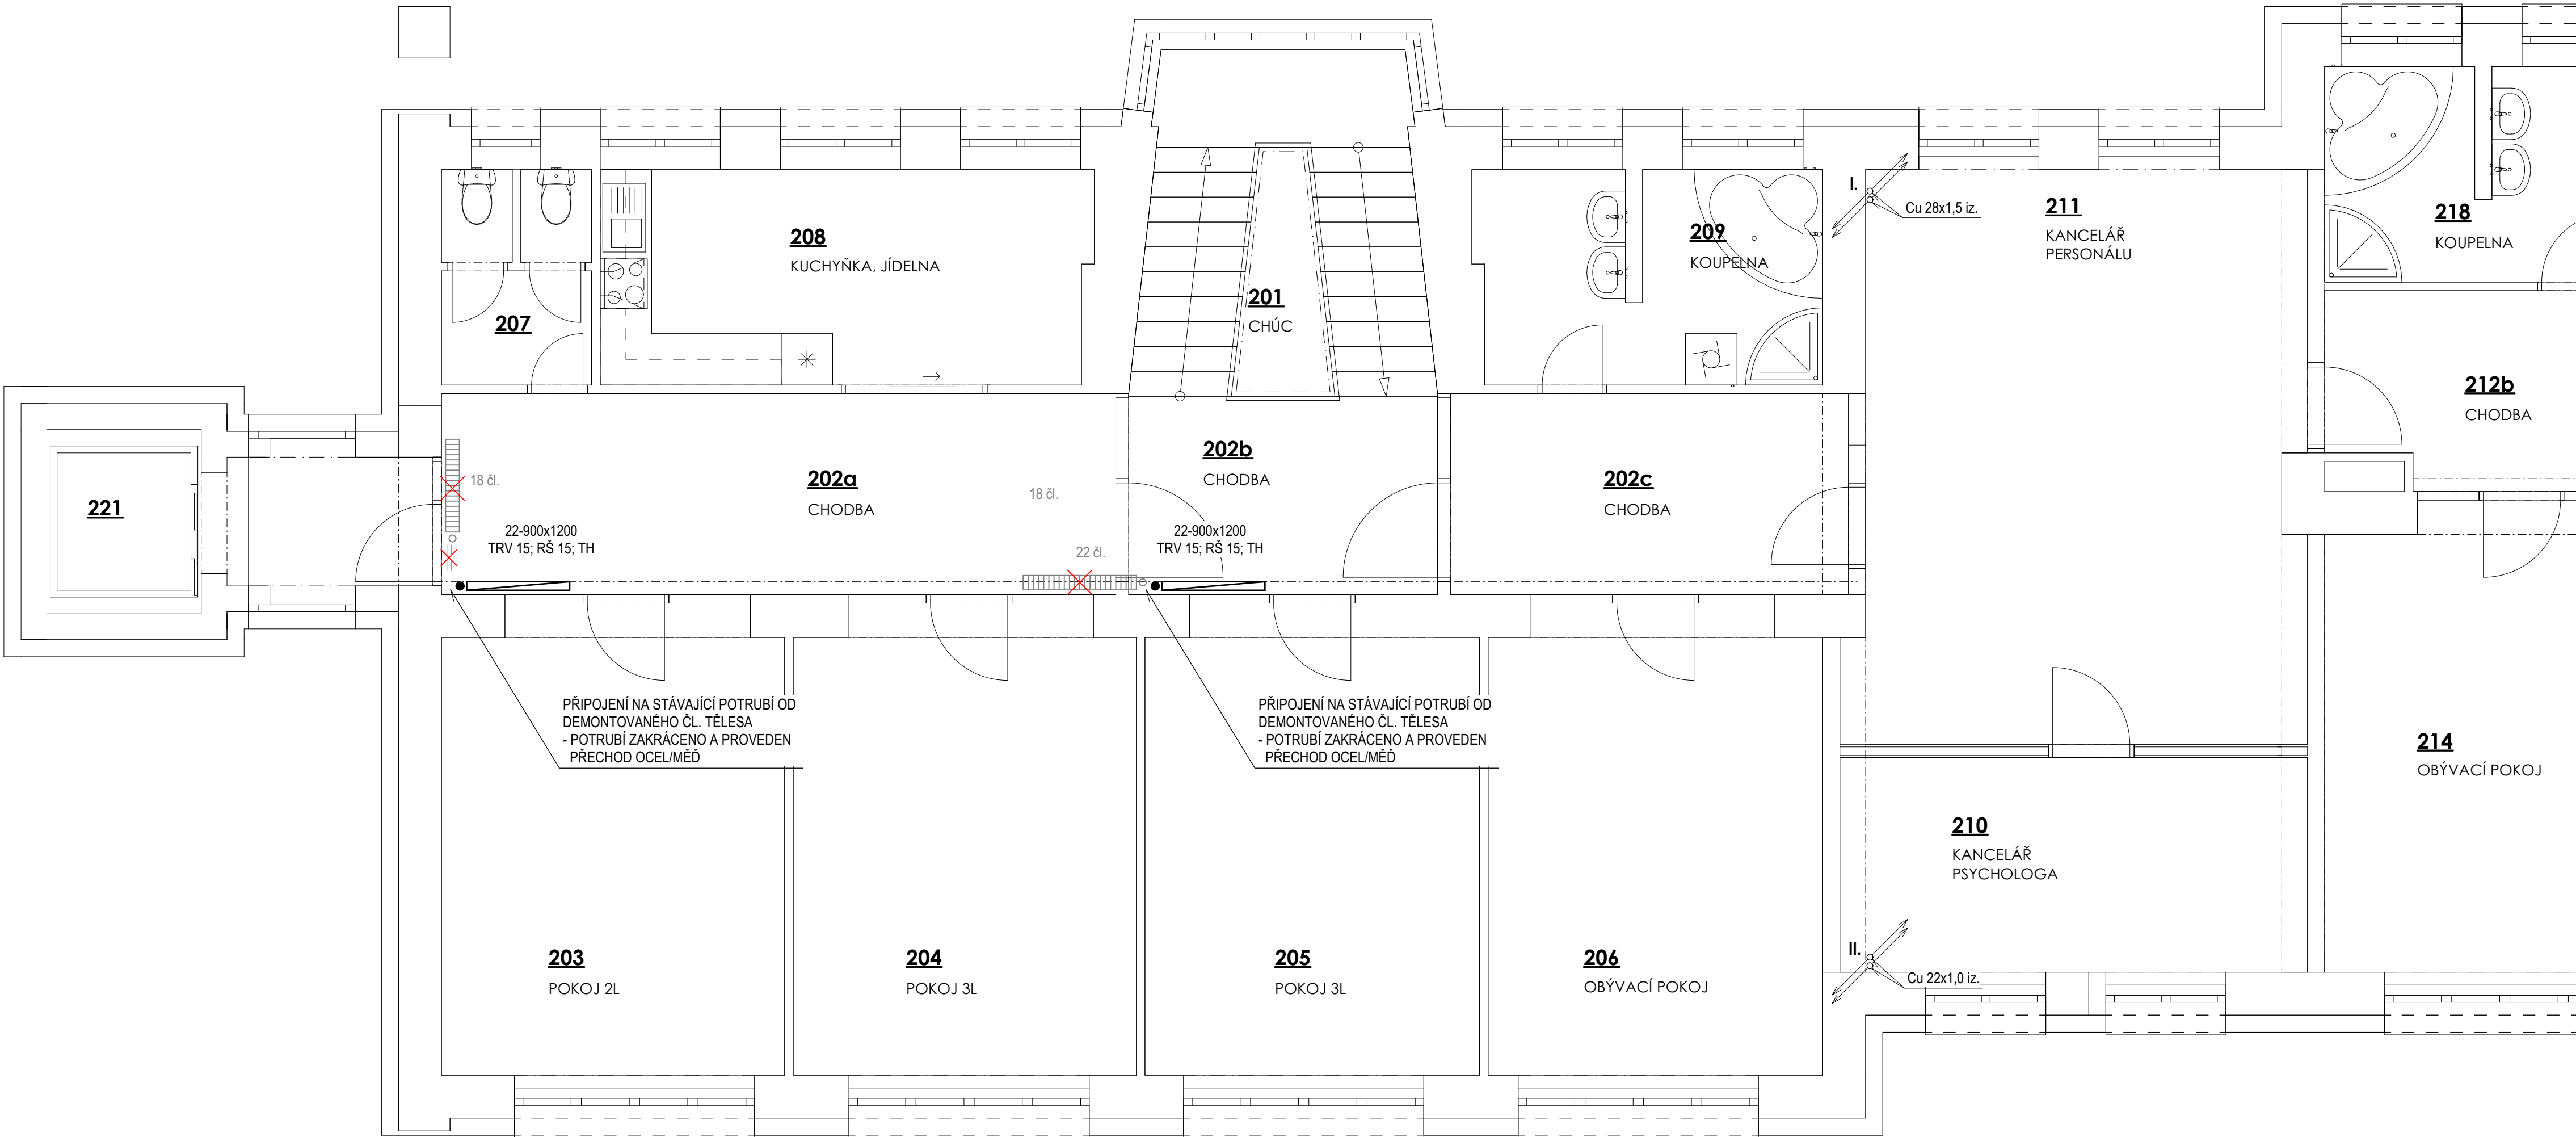 208
KUCHYŇKA, JÍDELNA
207
201
CHÚC
209
KOUPELNA
I.
Cu 28x1,5 iz.
211
KANCELÁŘ
PERSONÁLU
218
KOUPELNA
212b
CHODBA
221
18 čl.
22-900x1200
TRV 15; RŠ 15; TH
202a
CHODBA
18 čl.
22 čl.
202b
CHODBA
22-900x1200
TRV 15; RŠ 15; TH
202c
CHODBA
PŘIPOJENÍ NA STÁVAJÍCÍ POTRUBÍ OD
DEMONTOVANÉHO ČL. TĚLESA
- POTRUBÍ ZAKRÁCENO A PROVEDEN
PŘECHOD OCEL/MĚĎ
PŘIPOJENÍ NA STÁVAJÍCÍ POTRUBÍ OD
DEMONTOVANÉHO ČL. TĚLESA
- POTRUBÍ ZAKRÁCENO A PROVEDEN
PŘECHOD OCEL/MĚĎ
214
OBÝVACÍ POKOJ
210
KANCELÁŘ
PSYCHOLOGA
203
POKOJ 2L
204
POKOJ 3L
205
POKOJ 3L
206
OBÝVACÍ POKOJ
II.
Cu 22x1,0 iz.